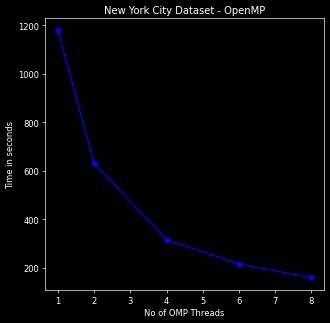 New York City Dataset - OpenMP
1200
1000
800
600
400
200
Time in seconds
1 2 3 4 5 6 7 8
No of OMP Threads